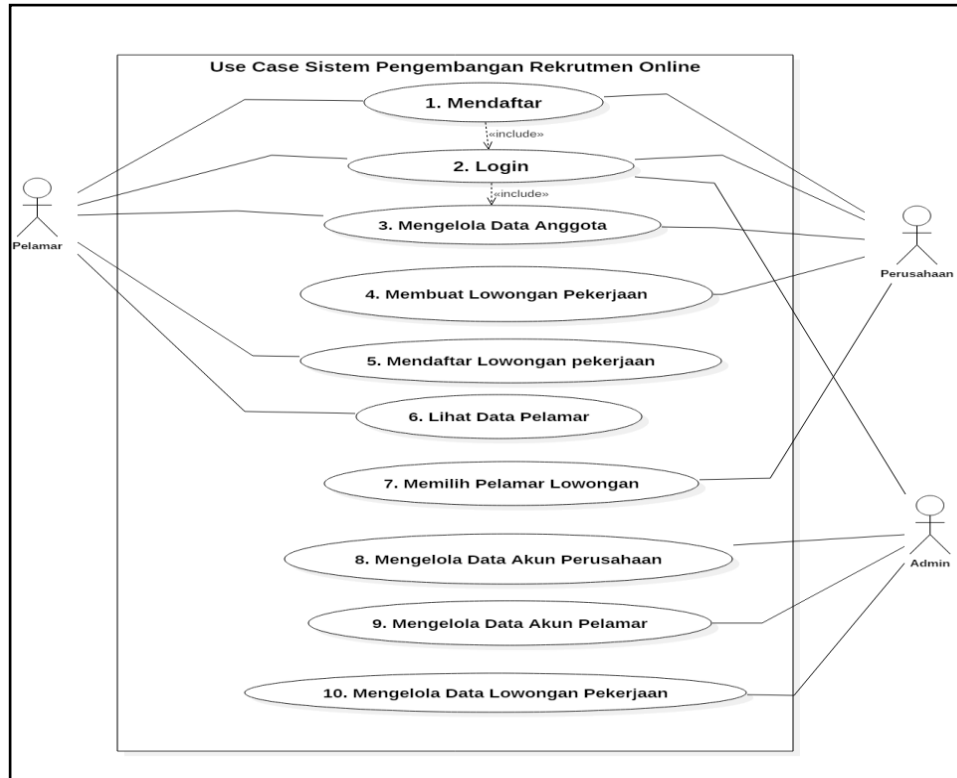 Use Case Sistem Pengembangan Rekrutmen Online
1. Mendaftar
«include»
2. Login
«include»
3. Mengelola Data Anggota
4. Membuat Lowongan Pekerjaan
5. Mendaftar Lowongan pekerjaan
6. Lihat Data Pelamar
7. Memilih Pelamar Lowongan
8. Mengelola Data Akun Perusahaan
9. Mengelola Data Akun Pelamar
10. Mengelola Data Lowongan Pekerjaan
Pelamar
Perusahaan
Admin